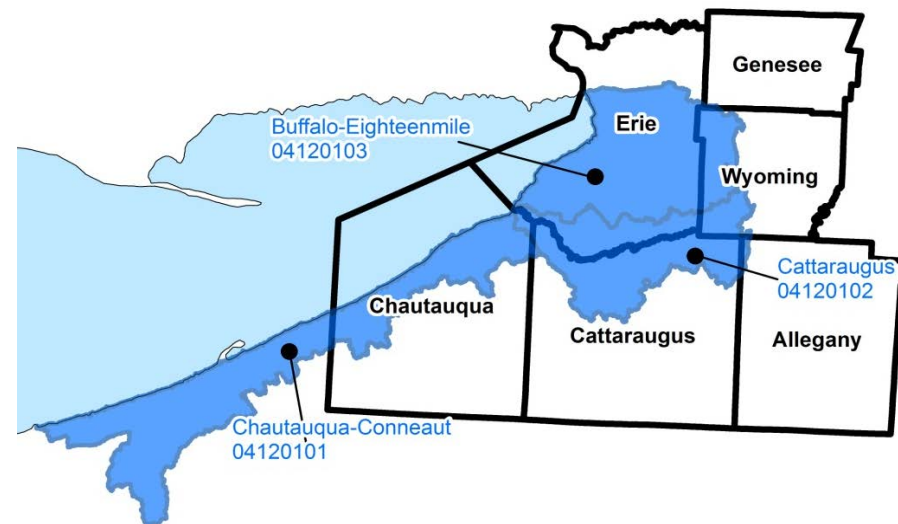 Genesee
Buffalo-Eighteenmile
04120103
Erie
Wyoming
Cattaraugus
04120102
Chautauqua
Cattaraugus
Allegany
Chautauqua-Conneaut
04120101